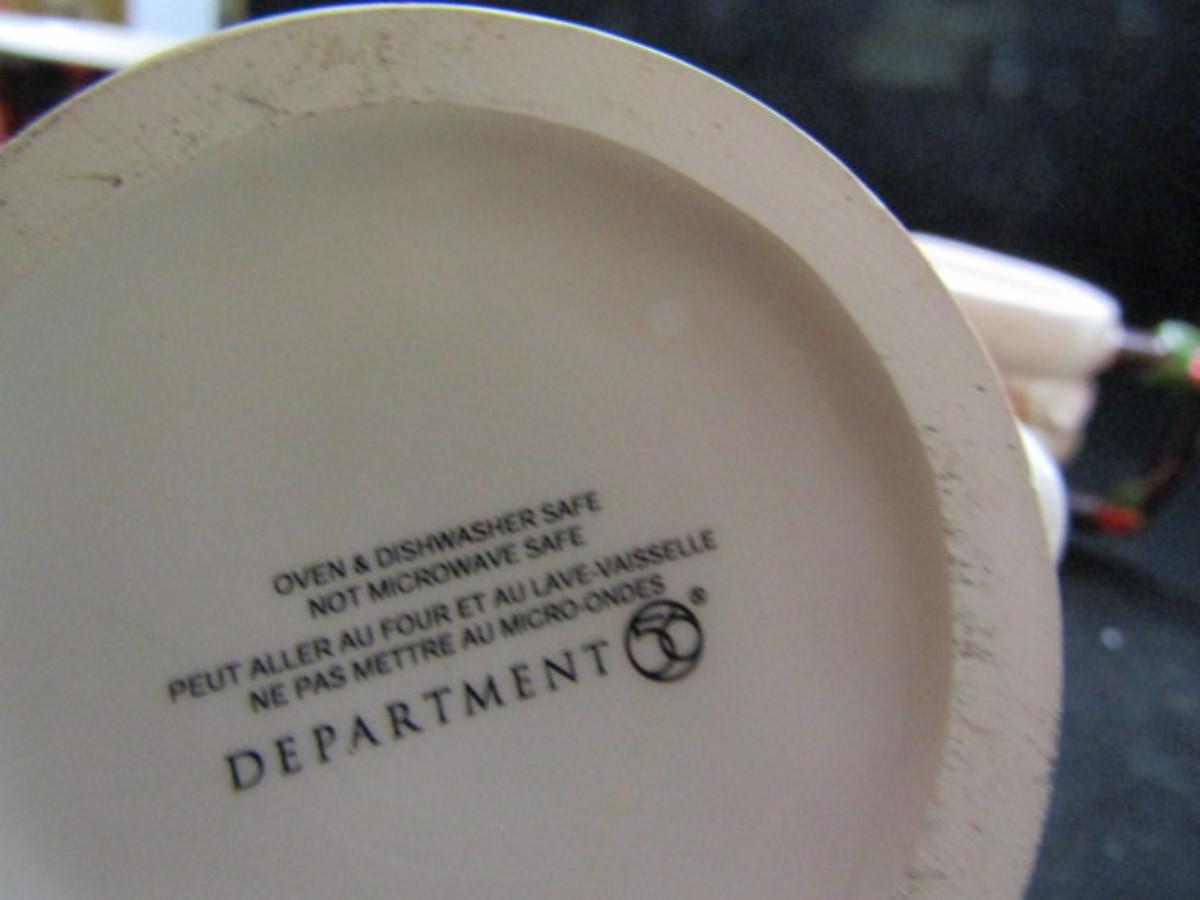 OVEN & DISHWASHER SAFE
NOT MICROWAVE SAFE
PEUT ALLER AU FOUR ET AU LAVE-VAISSELLE
NE PAS METTRE AU MICRO-ONDES
DEPARTMENT 56®